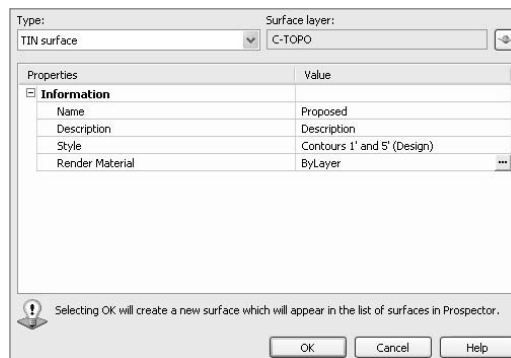 Type: Surface layer:
TIN surface C-TOPO
Properties Value
Information
Name Proposed
Description Description
Style Contours 1' and 5' (Design)
Render Material ByLayer ...
Selecting OK will create a new surface which will appear in the list of surfaces in Prospector.
OK Cancel Help